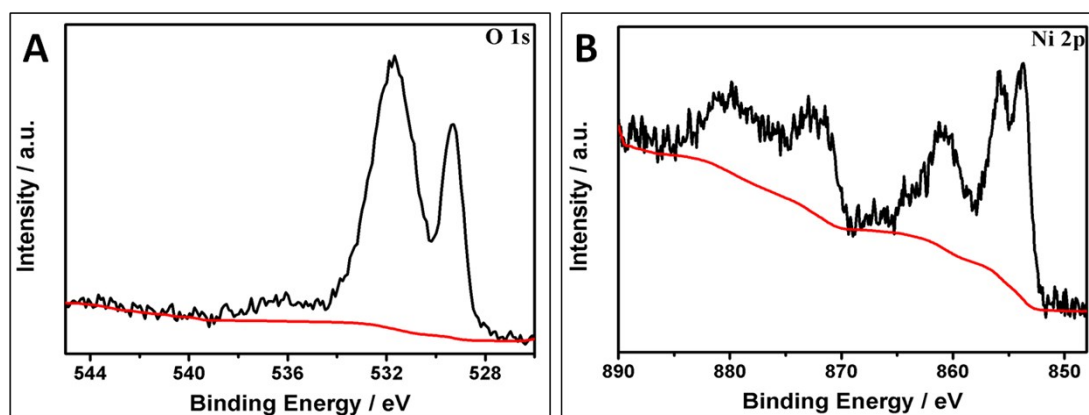 A
O 1s
Intensity / a.u.
544 540 536 532 528
Binding Energy / eV
B
Ni 2p
Intensity / a.u.
890 880 870 860 850
Binding Energy / eV